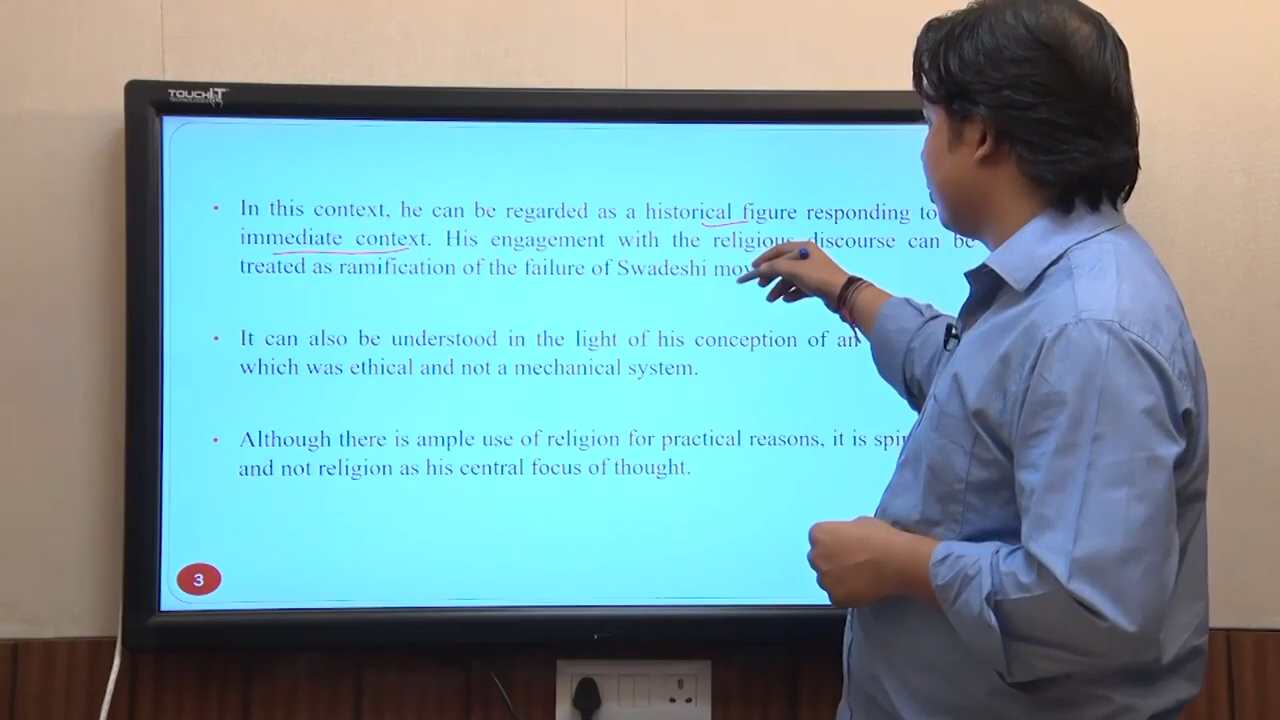 TOUCHIT
In this context, he can be regarded as a historical figure responding to
immediate context. His engagement with the religious discourse can be
treated as ramification of the failure of Swadeshi
It can also be understood in the light of his conception of an
which was ethical and not a mechanical system.
Although there is ample use of religion for practical reasons, it is
and not religion as his central focus of thought.
3